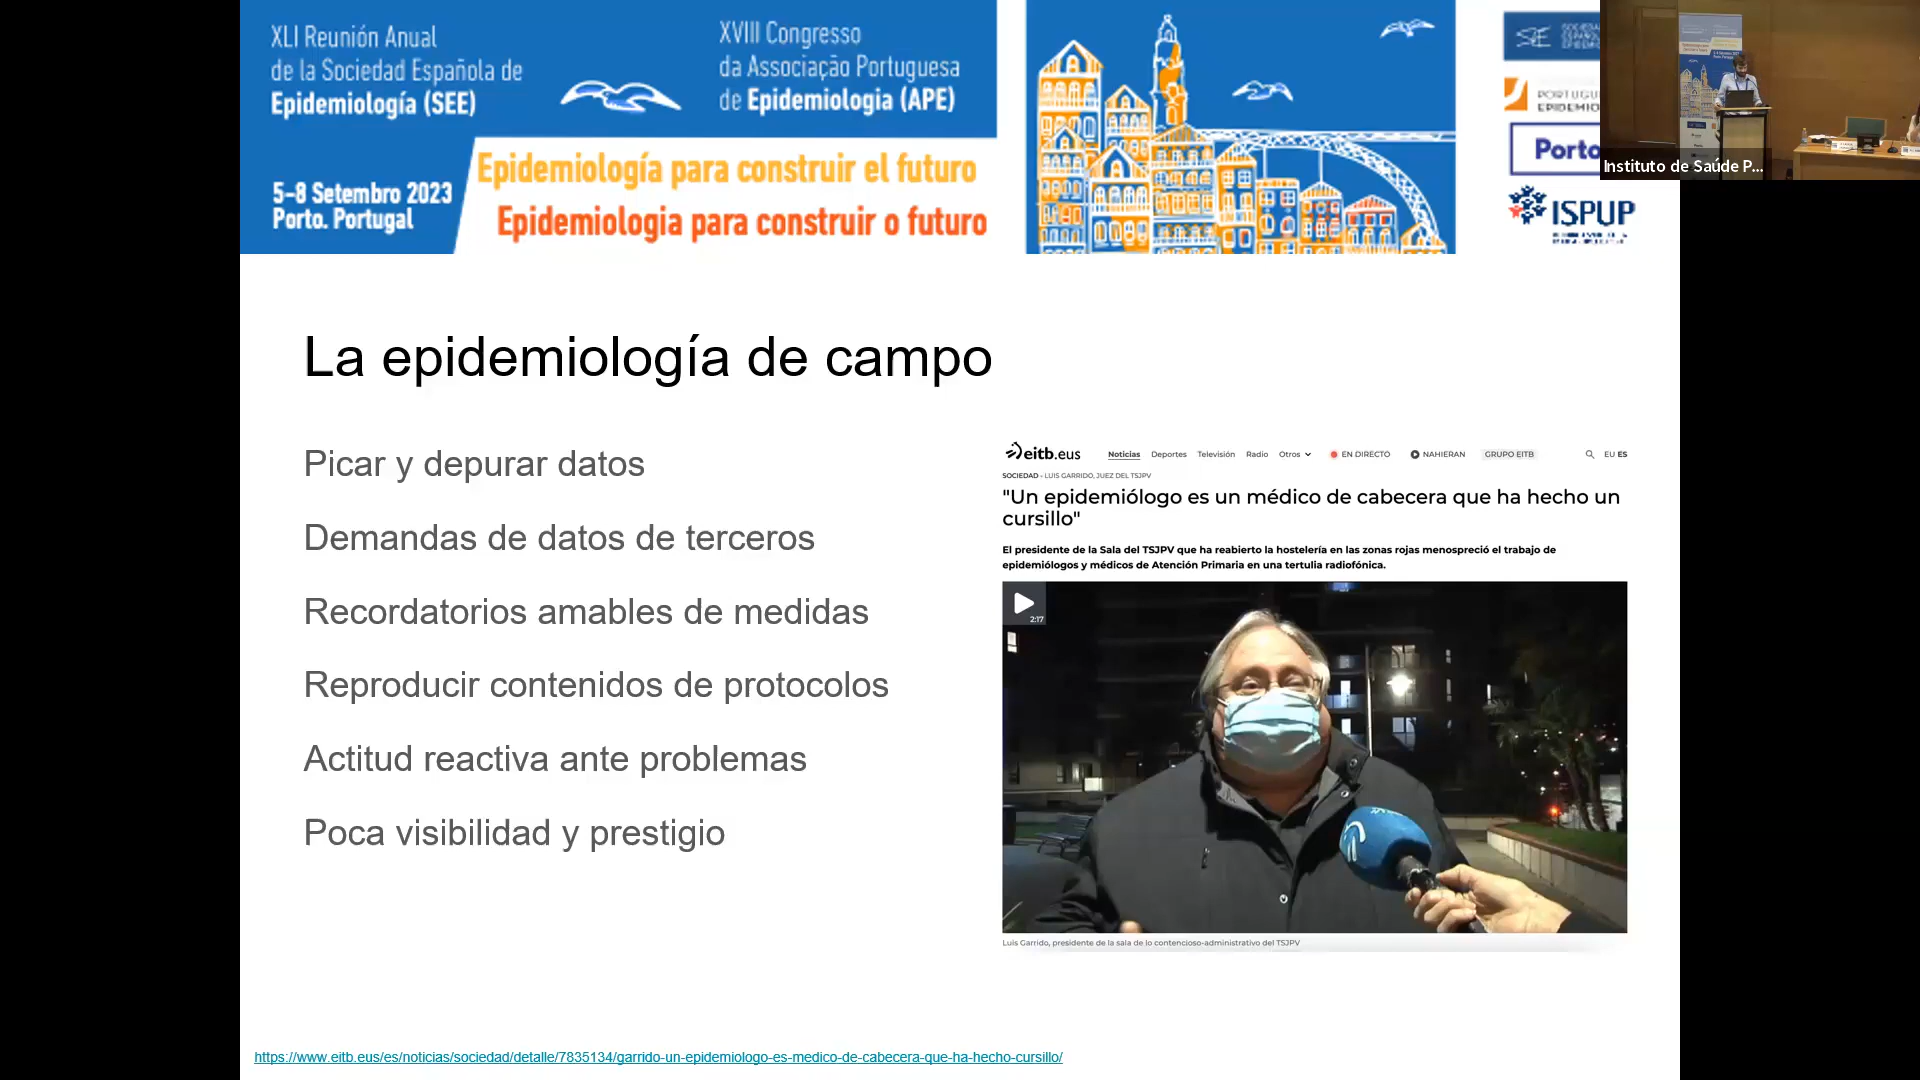 XLI Reunión Anual
de la Sociedad Española de
Epidemiología (SEE)
XVIII Congresso
da Associação Portuguesa
de Epidemiologia (APE)
5-8 Setembro 2023
Porto. Portugal
Epidemiología para construir el futuro
Epidemiologia para construir o futuro
Porto
ISPUP
Instituto de Saúde P...
La epidemiología de campo
Picar y depurar datos
Demandas de datos de terceros
Recordatorios amables de medidas
Reproducir contenidos de protocolos
Actitud reactiva ante problemas
Poca visibilidad y prestigio
eitb.eus Noticias Deportes Televisión Radio Otros EN DIRECTO NAHIERAN GRUPO EITB EU ES
SOCIEDAD - LUIS GARRIDO, JUEZ DEL TSJPV
"Un epidemiólogo es un médico de cabecera que ha hecho un
cursillo"
El presidente de la Sala del TSJPV que ha reabierto la hostelería en las zonas rojas menospreció el trabajo de
epidemiólogos y médicos de Atención Primaria en una tertulia radiofónica.
2:17
Luis Garrido, presidente de la sala de lo contencioso-administrativo del TSJPV
https://www.eitb.eus/es/noticias/sociedad/detalle/7835134/garrido-un-epidemiologo-es-medico-de-cabecera-que-ha-hecho-cursillo/